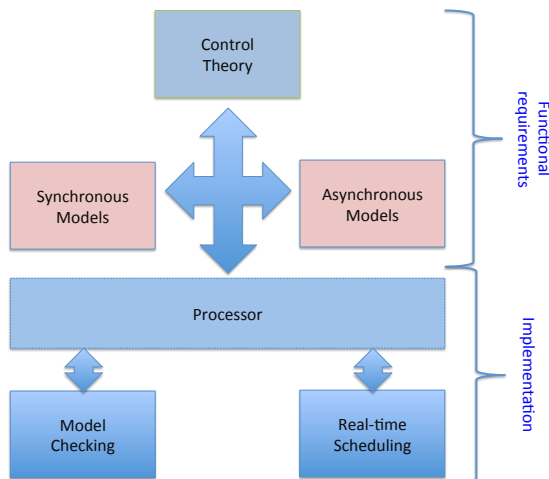 Control
Theory
Functional
requirements
Synchronous
Models
Asynchronous
Models
Processor
Implementation
Model
Checking
Real-time
Scheduling